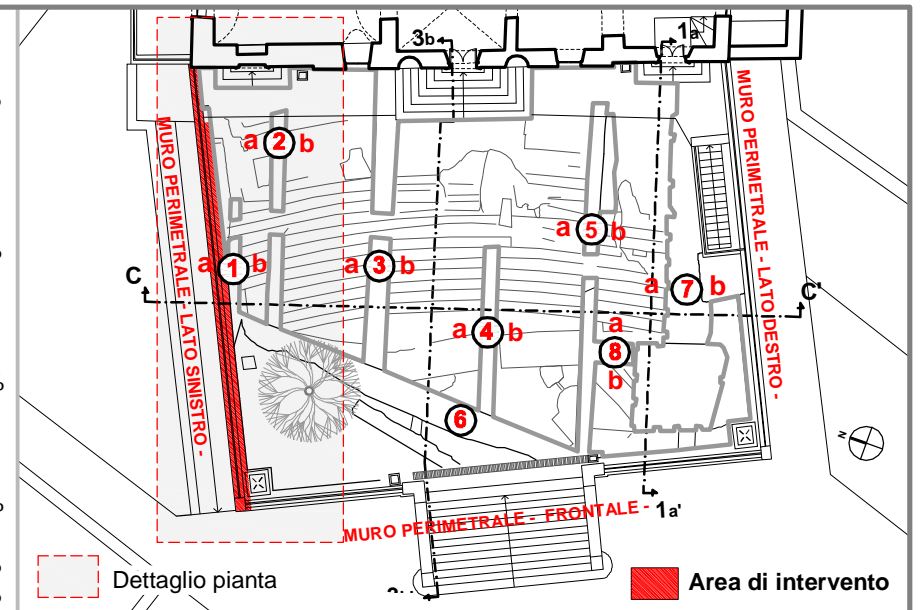 3b
1a
MURO PERIMETRALE - LATO SINISTRO -
MURO PERIMETRALE - LATO DESTRO -
a 2 b
a 5 b
a 1 b
a 3 b
C
C'
a 7 b
a 4 b
a
8
b
6
N
1a'
MURO PERIMETRALE - FRONTALE -
Dettaglio pianta
Area di intervento